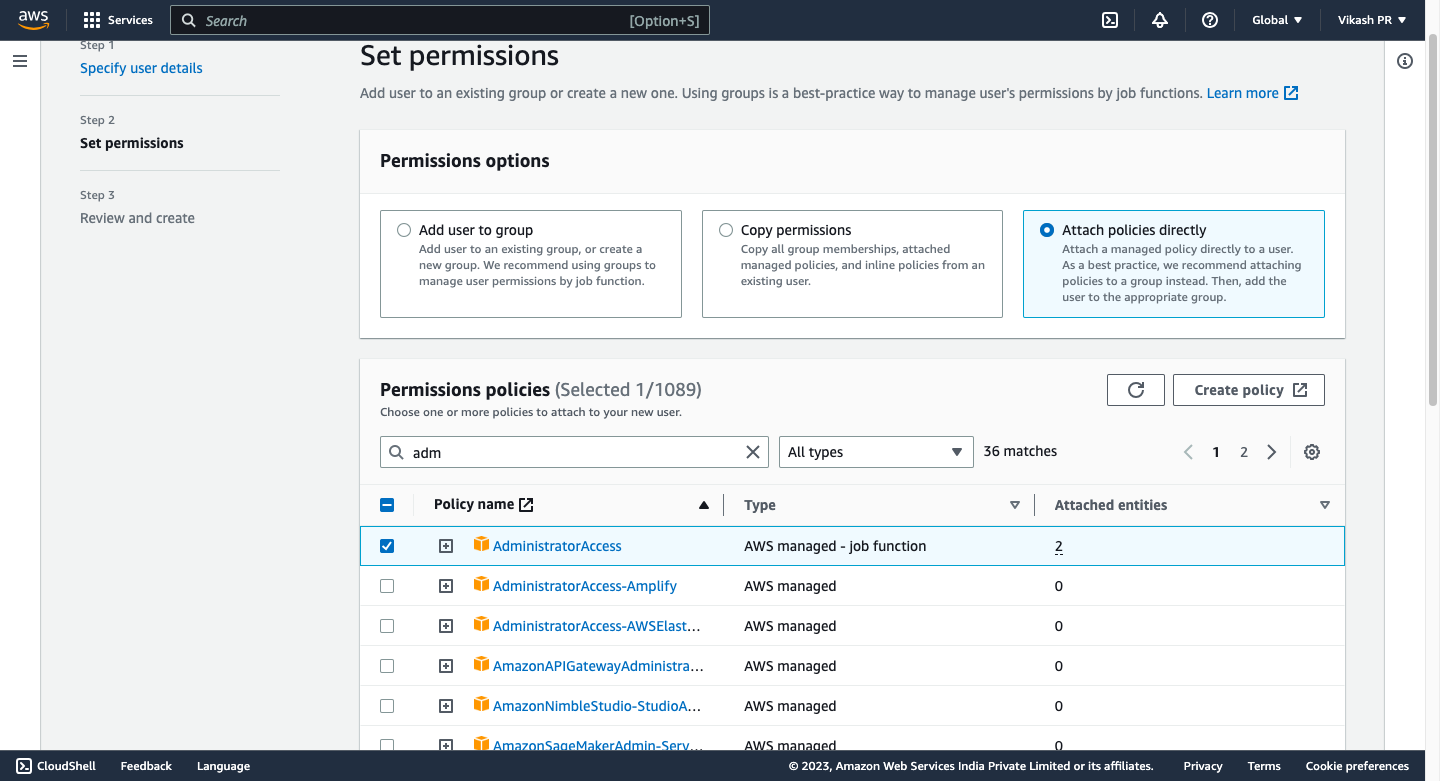 aws
Services
Search
[Option+S]
Global
Vikash PR
Step 1
Specify user details
Step 2
Set permissions
Step 3
Review and create
Set permissions
Add user to an existing group or create a new one. Using groups is a best-practice way to manage user's permissions by job functions. Learn more
Permissions options
Add user to group
Add user to an existing group, or create a
new group. We recommend using groups to
manage user permissions by job function.
Copy permissions
Copy all group memberships, attached
managed policies, and inline policies from an
existing user.
Attach policies directly
Attach a managed policy directly to a user.
As a best practice, we recommend attaching
policies to a group instead. Then, add the
user to the appropriate group.
Permissions policies (Selected 1/1089)
Choose one or more policies to attach to your new user.
Create policy
adm
All types
36 matches
1
2
Policy name
Type
Attached entities
AdministratorAccess
AWS managed - job function
2
AdministratorAccess-Amplify
AWS managed
0
AdministratorAccess-AWSElast...
AWS managed
0
AmazonAPIGatewayAdministra...
AWS managed
0
AmazonNimbleStudio-StudioA...
AWS managed
0
AmazonSageMakerAdmin-Serv...
AWS managed
0
CloudShell
Feedback
Language
© 2023, Amazon Web Services India Private Limited or its affiliates.
Privacy
Terms
Cookie preferences